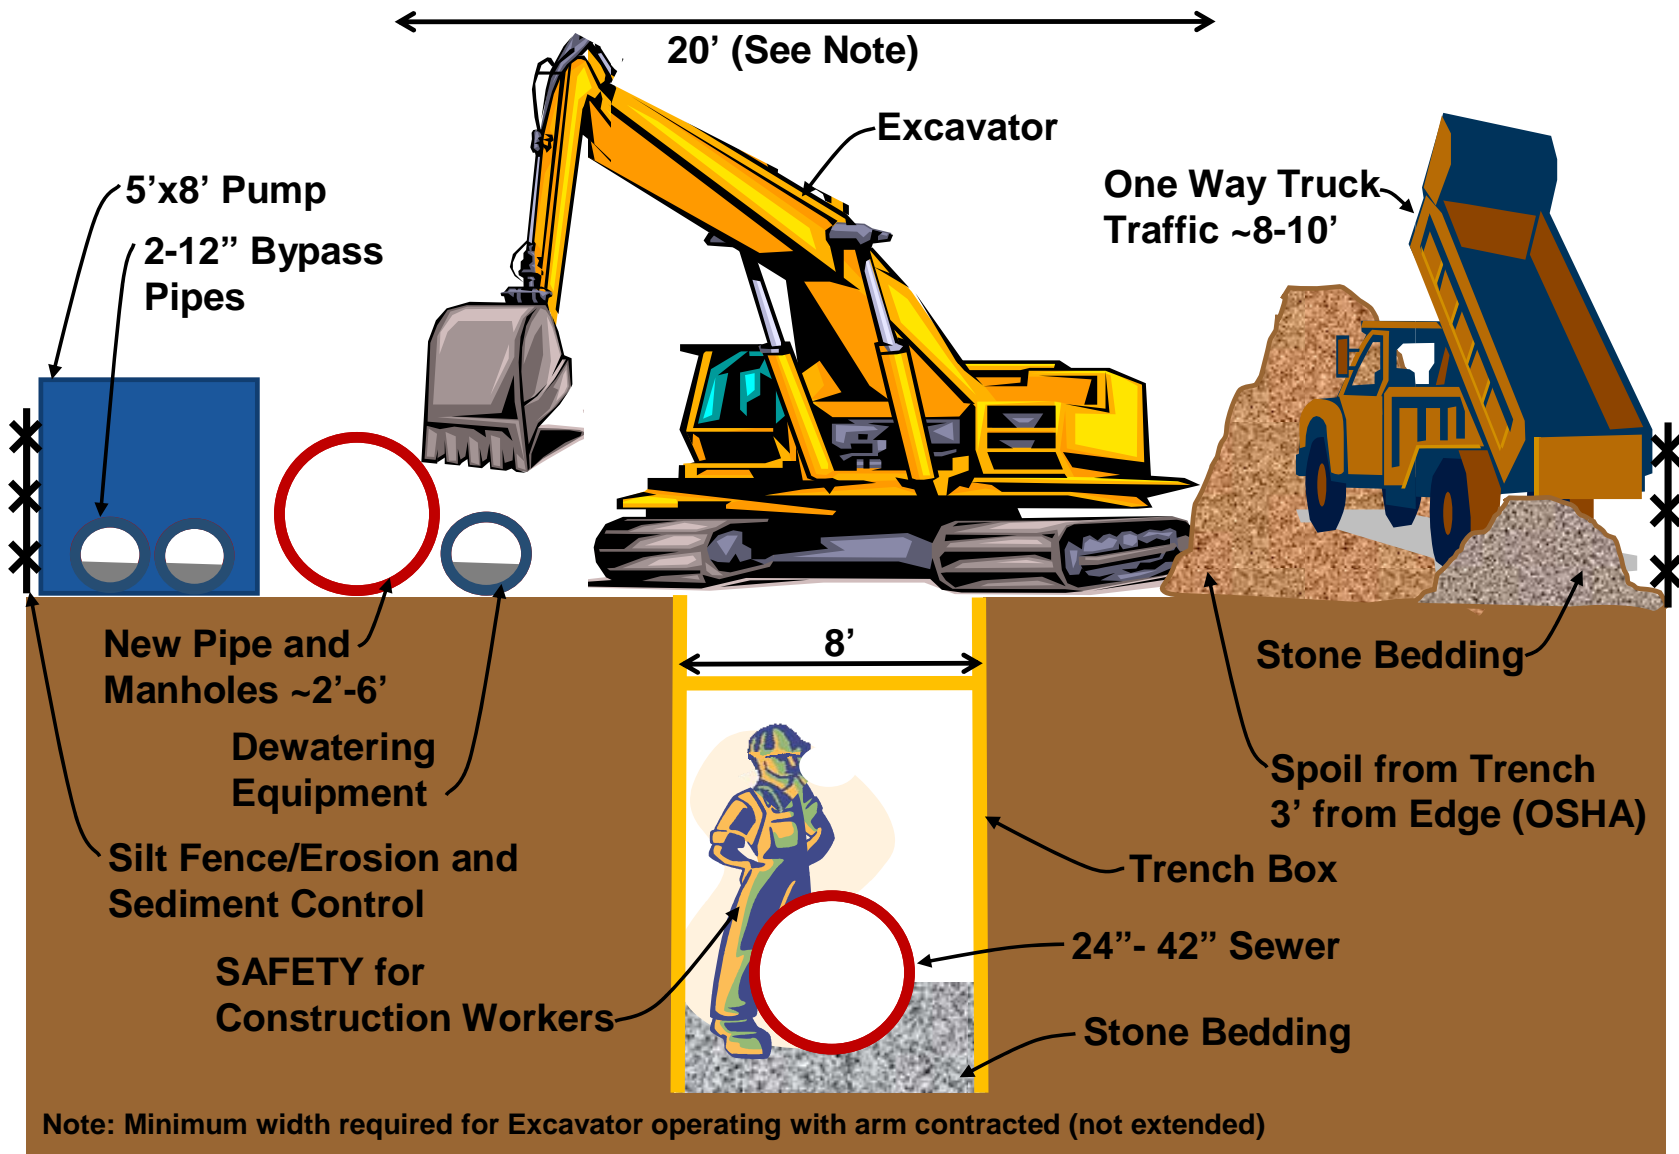 20’ (See Note)
Excavator
5’x8’ Pump
2-12” Bypass
Pipes
One Way Truck
Traffic ~8-10’
New Pipe and
Manholes ~2’-6’
8’
Stone Bedding
Dewatering
Equipment
Spoil from Trench
3’ from Edge (OSHA)
Silt Fence/Erosion and
Sediment Control
Trench Box
24”- 42” Sewer
SAFETY for
Construction Workers
Stone Bedding
Note: Minimum width required for Excavator operating with arm contracted (not extended)